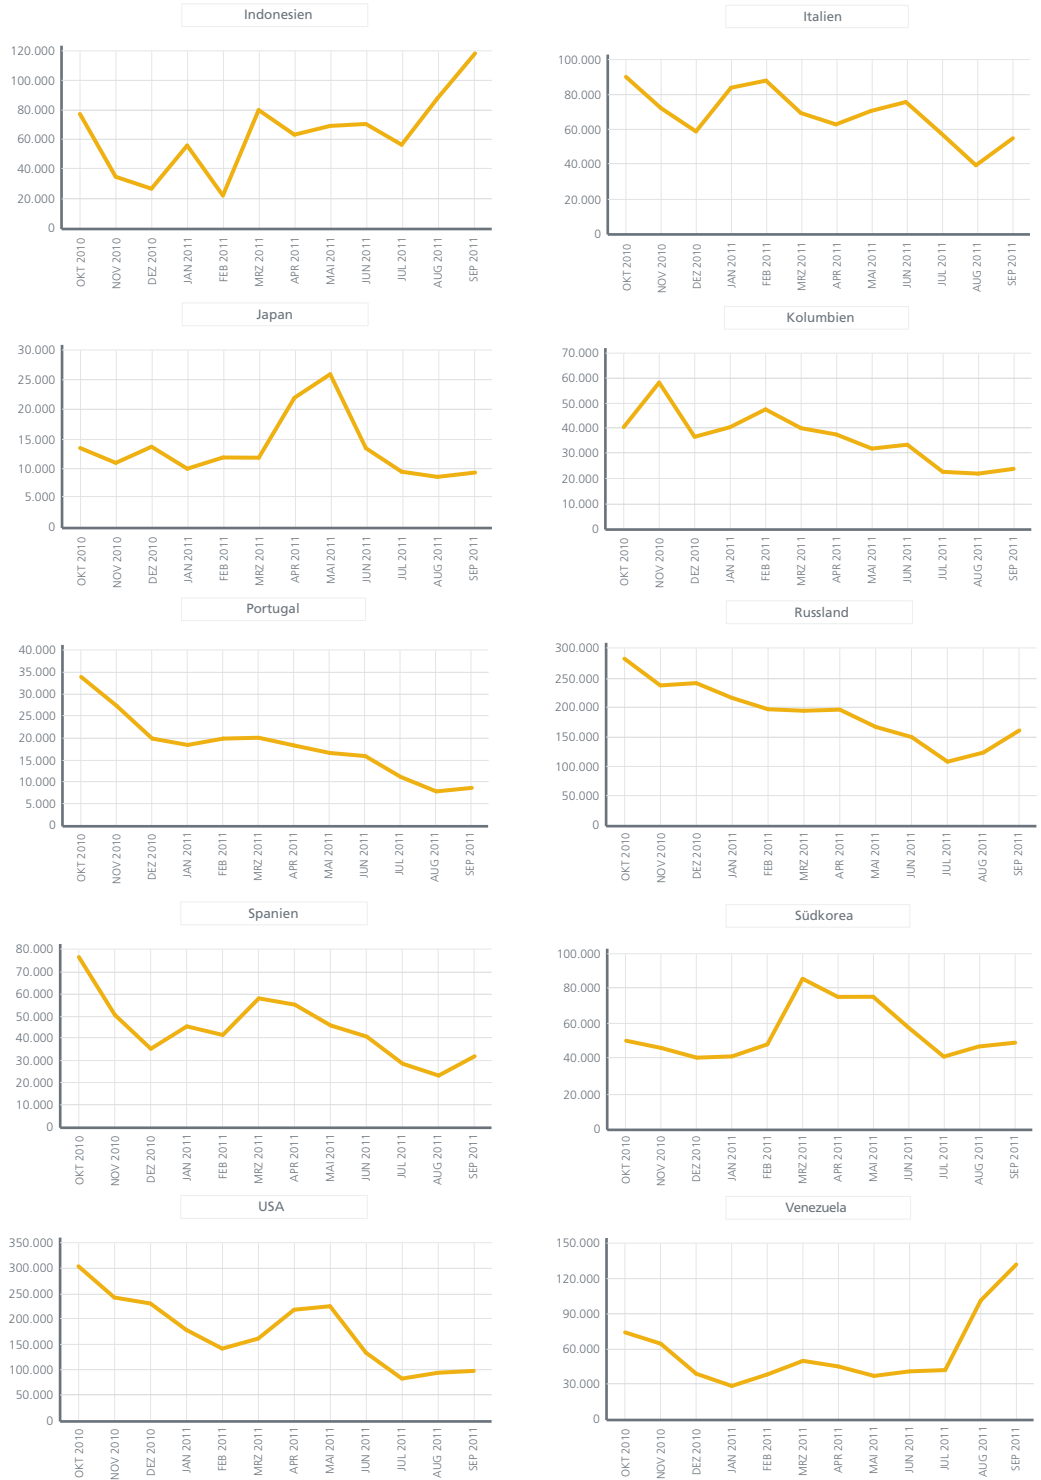 Indonesien
120.000
100.000
80.000
60.000
40.000
20.000
0
OKT 2010
NOV 2010
DEZ 2010
JAN 2011
FEB 2011
MRZ 2011
APR 2011
MAI 2011
JUN 2011
JUL 2011
AUG 2011
SEP 2011
Italien
100.000
80.000
60.000
40.000
20.000
0
OKT 2010
NOV 2010
DEZ 2010
JAN 2011
FEB 2011
MRZ 2011
APR 2011
MAI 2011
JUN 2011
JUL 2011
AUG 2011
SEP 2011
Japan
30.000
25.000
20.000
15.000
10.000
5.000
0
OKT 2010
NOV 2010
DEZ 2010
JAN 2011
FEB 2011
MRZ 2011
APR 2011
MAI 2011
JUN 2011
JUL 2011
AUG 2011
SEP 2011
Kolumbien
70.000
60.000
50.000
40.000
30.000
20.000
10.000
0
OKT 2010
NOV 2010
DEZ 2010
JAN 2011
FEB 2011
MRZ 2011
APR 2011
MAI 2011
JUN 2011
JUL 2011
AUG 2011
SEP 2011
Portugal
40.000
35.000
30.000
25.000
20.000
15.000
10.000
5.000
0
OKT 2010
NOV 2010
DEZ 2010
JAN 2011
FEB 2011
MRZ 2011
APR 2011
MAI 2011
JUN 2011
JUL 2011
AUG 2011
SEP 2011
Russland
300.000
250.000
200.000
150.000
100.000
50.000
0
OKT 2010
NOV 2010
DEZ 2010
JAN 2011
FEB 2011
MRZ 2011
APR 2011
MAI 2011
JUN 2011
JUL 2011
AUG 2011
SEP 2011
Spanien
80.000
70.000
60.000
50.000
40.000
30.000
20.000
10.000
0
OKT 2010
NOV 2010
DEZ 2010
JAN 2011
FEB 2011
MRZ 2011
APR 2011
MAI 2011
JUN 2011
JUL 2011
AUG 2011
SEP 2011
Südkorea
100.000
80.000
60.000
40.000
20.000
0
OKT 2010
NOV 2010
DEZ 2010
JAN 2011
FEB 2011
MRZ 2011
APR 2011
MAI 2011
JUN 2011
JUL 2011
AUG 2011
SEP 2011
USA
350.000
300.000
250.000
200.000
150.000
100.000
50.000
0
OKT 2010
NOV 2010
DEZ 2010
JAN 2011
FEB 2011
MRZ 2011
APR 2011
MAI 2011
JUN 2011
JUL 2011
AUG 2011
SEP 2011
Venezuela
150.000
120.000
90.000
60.000
30.000
0
OKT 2010
NOV 2010
DEZ 2010
JAN 2011
FEB 2011
MRZ 2011
APR 2011
MAI 2011
JUN 2011
JUL 2011
AUG 2011
SEP 2011